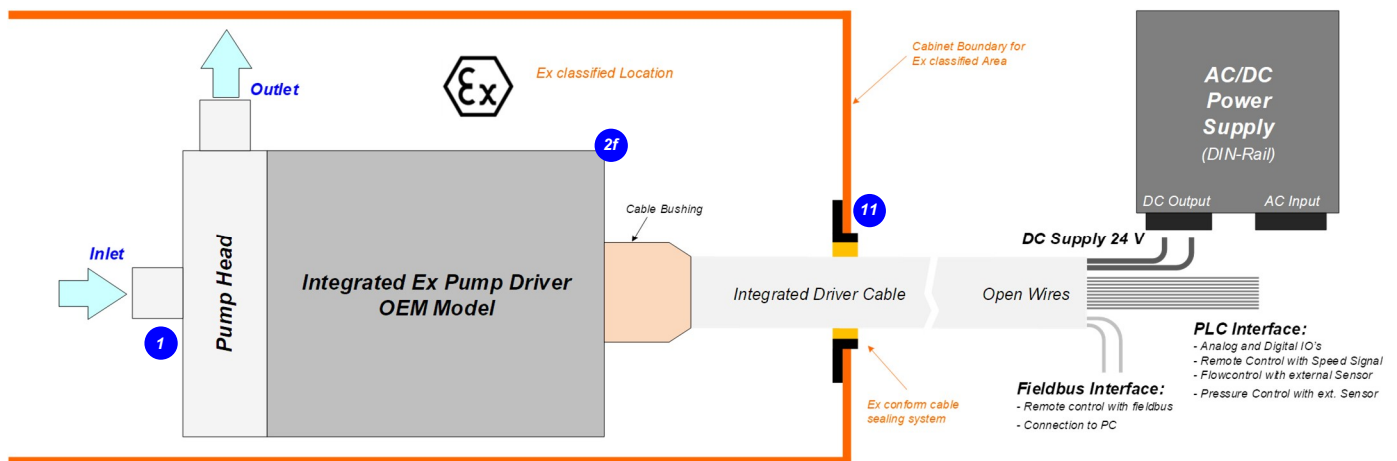 Outlet
Ex
Ex classified Location
Cabinet Boundary for
Ex classified Area
AC/DC
Power
Supply
(DIN-Rail)
DC Output
AC Input
2f
11
Cable Bushing
DC Supply 24 V
Inlet
1
Pump Head
Integrated Ex Pump Driver
OEM Model
Integrated Driver Cable
Open Wires
PLC Interface:
- Analog and Digital IO's
- Remote Control with Speed Signal
- Flowcontrol with external Sensor
- Pressure Control with ext. Sensor
Fieldbus Interface:
- Remote control with fieldbus
- Connection to PC
Ex conform cable
sealing system